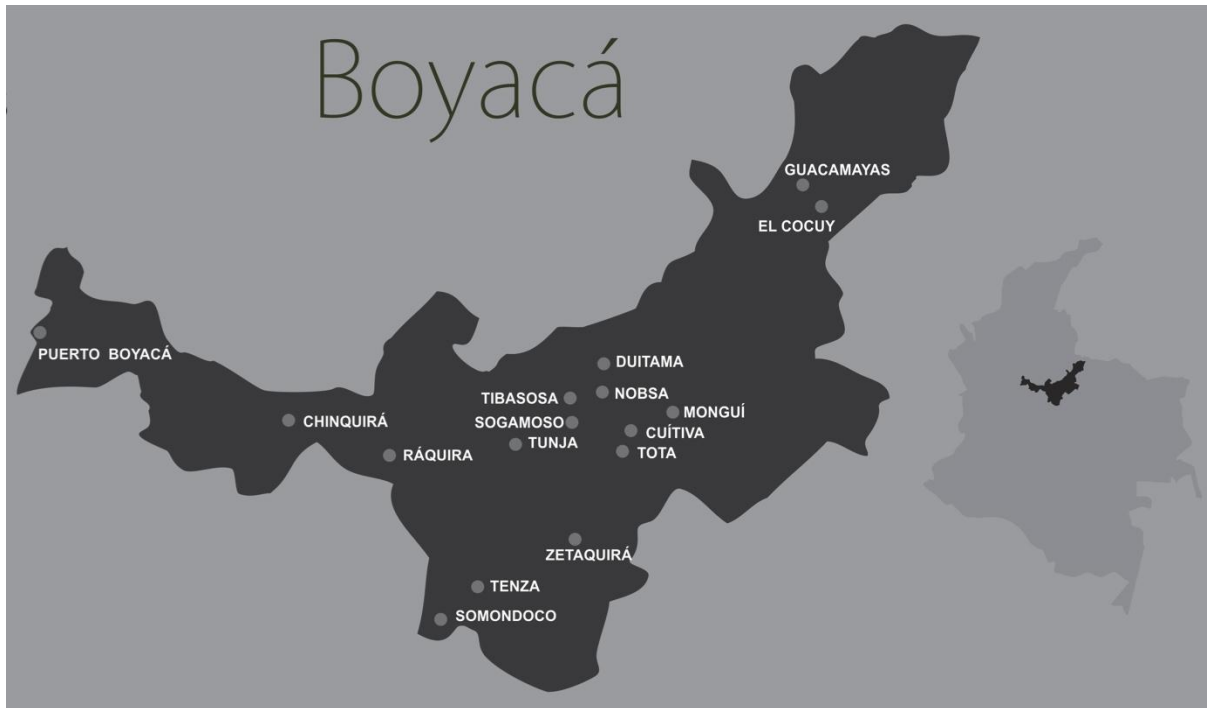 Boyacá
GUACAMAYAS
EL COCUY
PUERTO BOYACÁ
DUITAMA
NOBSA
TIBASOSA
MONGUÍ
CHINQUIRÁ
SOGAMOSO
CUÍTIVA
TUNJA
TOTA
RÁQUIRA
ZETAQUIRÁ
TENZA
SOMONDOCO